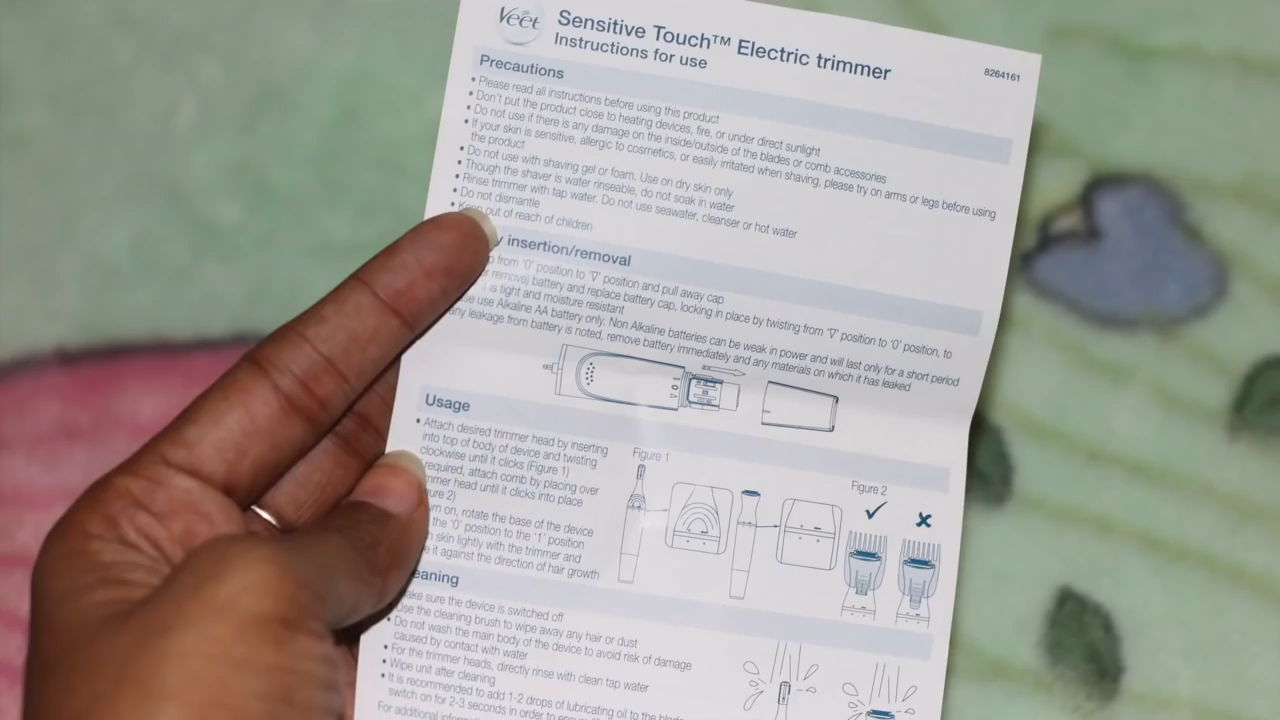 Veet
Sensitive Touch™ Electric trimmer
Instructions for use
8264161
Precautions
• Please read all instructions before using this product
• Don't put the product close to heating devices, fire, or under direct sunlight
• Do not use if there is any damage on the inside/outside of the blades or comb accessories
• If your skin is sensitive, allergic to cosmetics, or easily irritated when shaving, please try on arms or legs before using
the product
• Do not use with shaving gel or foam. Use on dry skin only
• Though the shaver is water rinseable, do not soak in water
• Rinse trimmer with tap water. Do not use seawater, cleanser or hot water
• Do not dismantle
• Keep out of reach of children
y insertion/removal
from '0' position to '∇' position and pull away cap
remove) battery and replace battery cap, locking in place by twisting from '∇' position to '0' position, to
is tight and moisture resistant
use Alkaline AA battery only. Non Alkaline batteries can be weak in power and will last only for a short period
any leakage from battery is noted, remove battery immediately and any materials on which it has leaked
Usage
• Attach desired trimmer head by inserting
into top of body of device and twisting
clockwise until it clicks (Figure 1)
required, attach comb by placing over
mmer head until it clicks into place
ure 2)
rn on, rotate the base of the device
the '0' position to the '1' position
skin lightly with the trimmer and
e it against the direction of hair growth
Figure 1
Figure 2
eaning
ake sure the device is switched off
Use the cleaning brush to wipe away any hair or dust
• Do not wash the main body of the device to avoid risk of damage
caused by contact with water
• For the trimmer heads, directly rinse with clean tap water
• Wipe unit after cleaning
• It is recommended to add 1-2 drops of lubricating oil to the blade
switch on for 2-3 seconds in order to
For additional